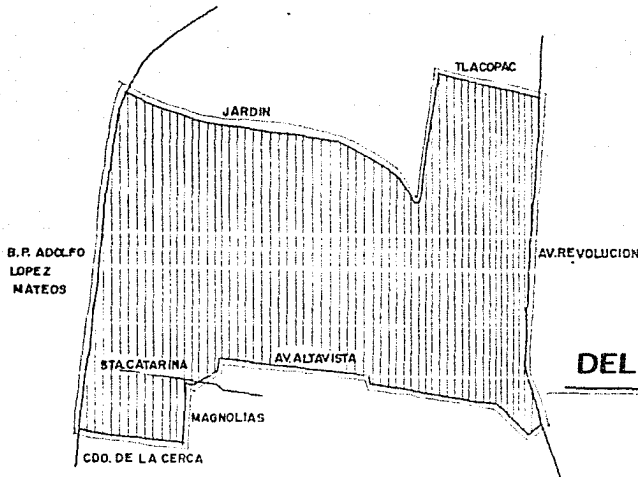 TLACOPAC
JARDIN
B.P. ADOLFO
LOPEZ
MATEOS
AV. REVOLUCION
STA. CATARINA
AV. ALTAVISTA
DEL
MAGNOLIAS
CDO. DE LA CERCA